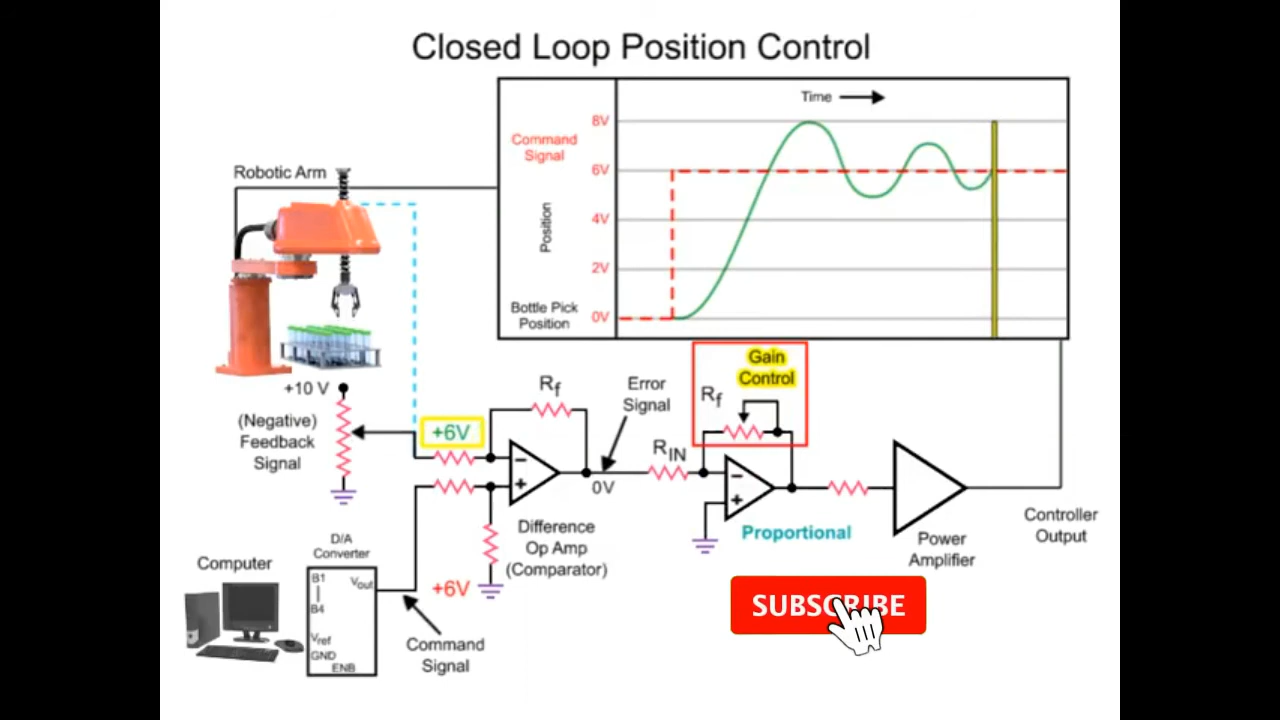 Closed Loop Position Control
Time
8V
Command
Signal
6V
Position
4V
2V
Bottle Pick
Position
0V
Robotic Arm
+10 V
(Negative)
Feedback
Signal
+6V
Rf
Error
Signal
Gain
Control
Rf
RIN
−
+
0V
−
+
Difference
Op Amp
(Comparator)
Proportional
Power
Amplifier
Controller
Output
D/A
Converter
Computer
B1
B4
Vout
Vref
GND
ENB
+6V
Command
Signal
SUBSCRIBE